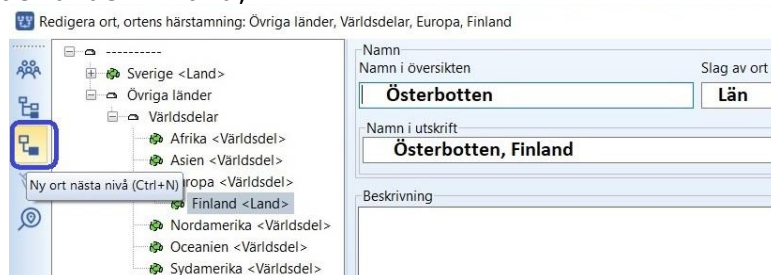 Redigera ort, ortens härstamning: Övriga länder, Världsdelar, Europa, Finland
----------
Sverige <Land>
Övriga länder
Världsdelar
Afrika <Världsdel>
Asien <Världsdel>
ropa <Världsdel>
Finland <Land>
Nordamerika <Världsdel>
Oceanien <Världsdel>
Sydamerika <Världsdel>
Ny ort nästa nivå (Ctrl+N)
Namn
Namn i översikten
Slag av ort
Österbotten
Län
Namn i utskrift
Österbotten, Finland
Beskrivning